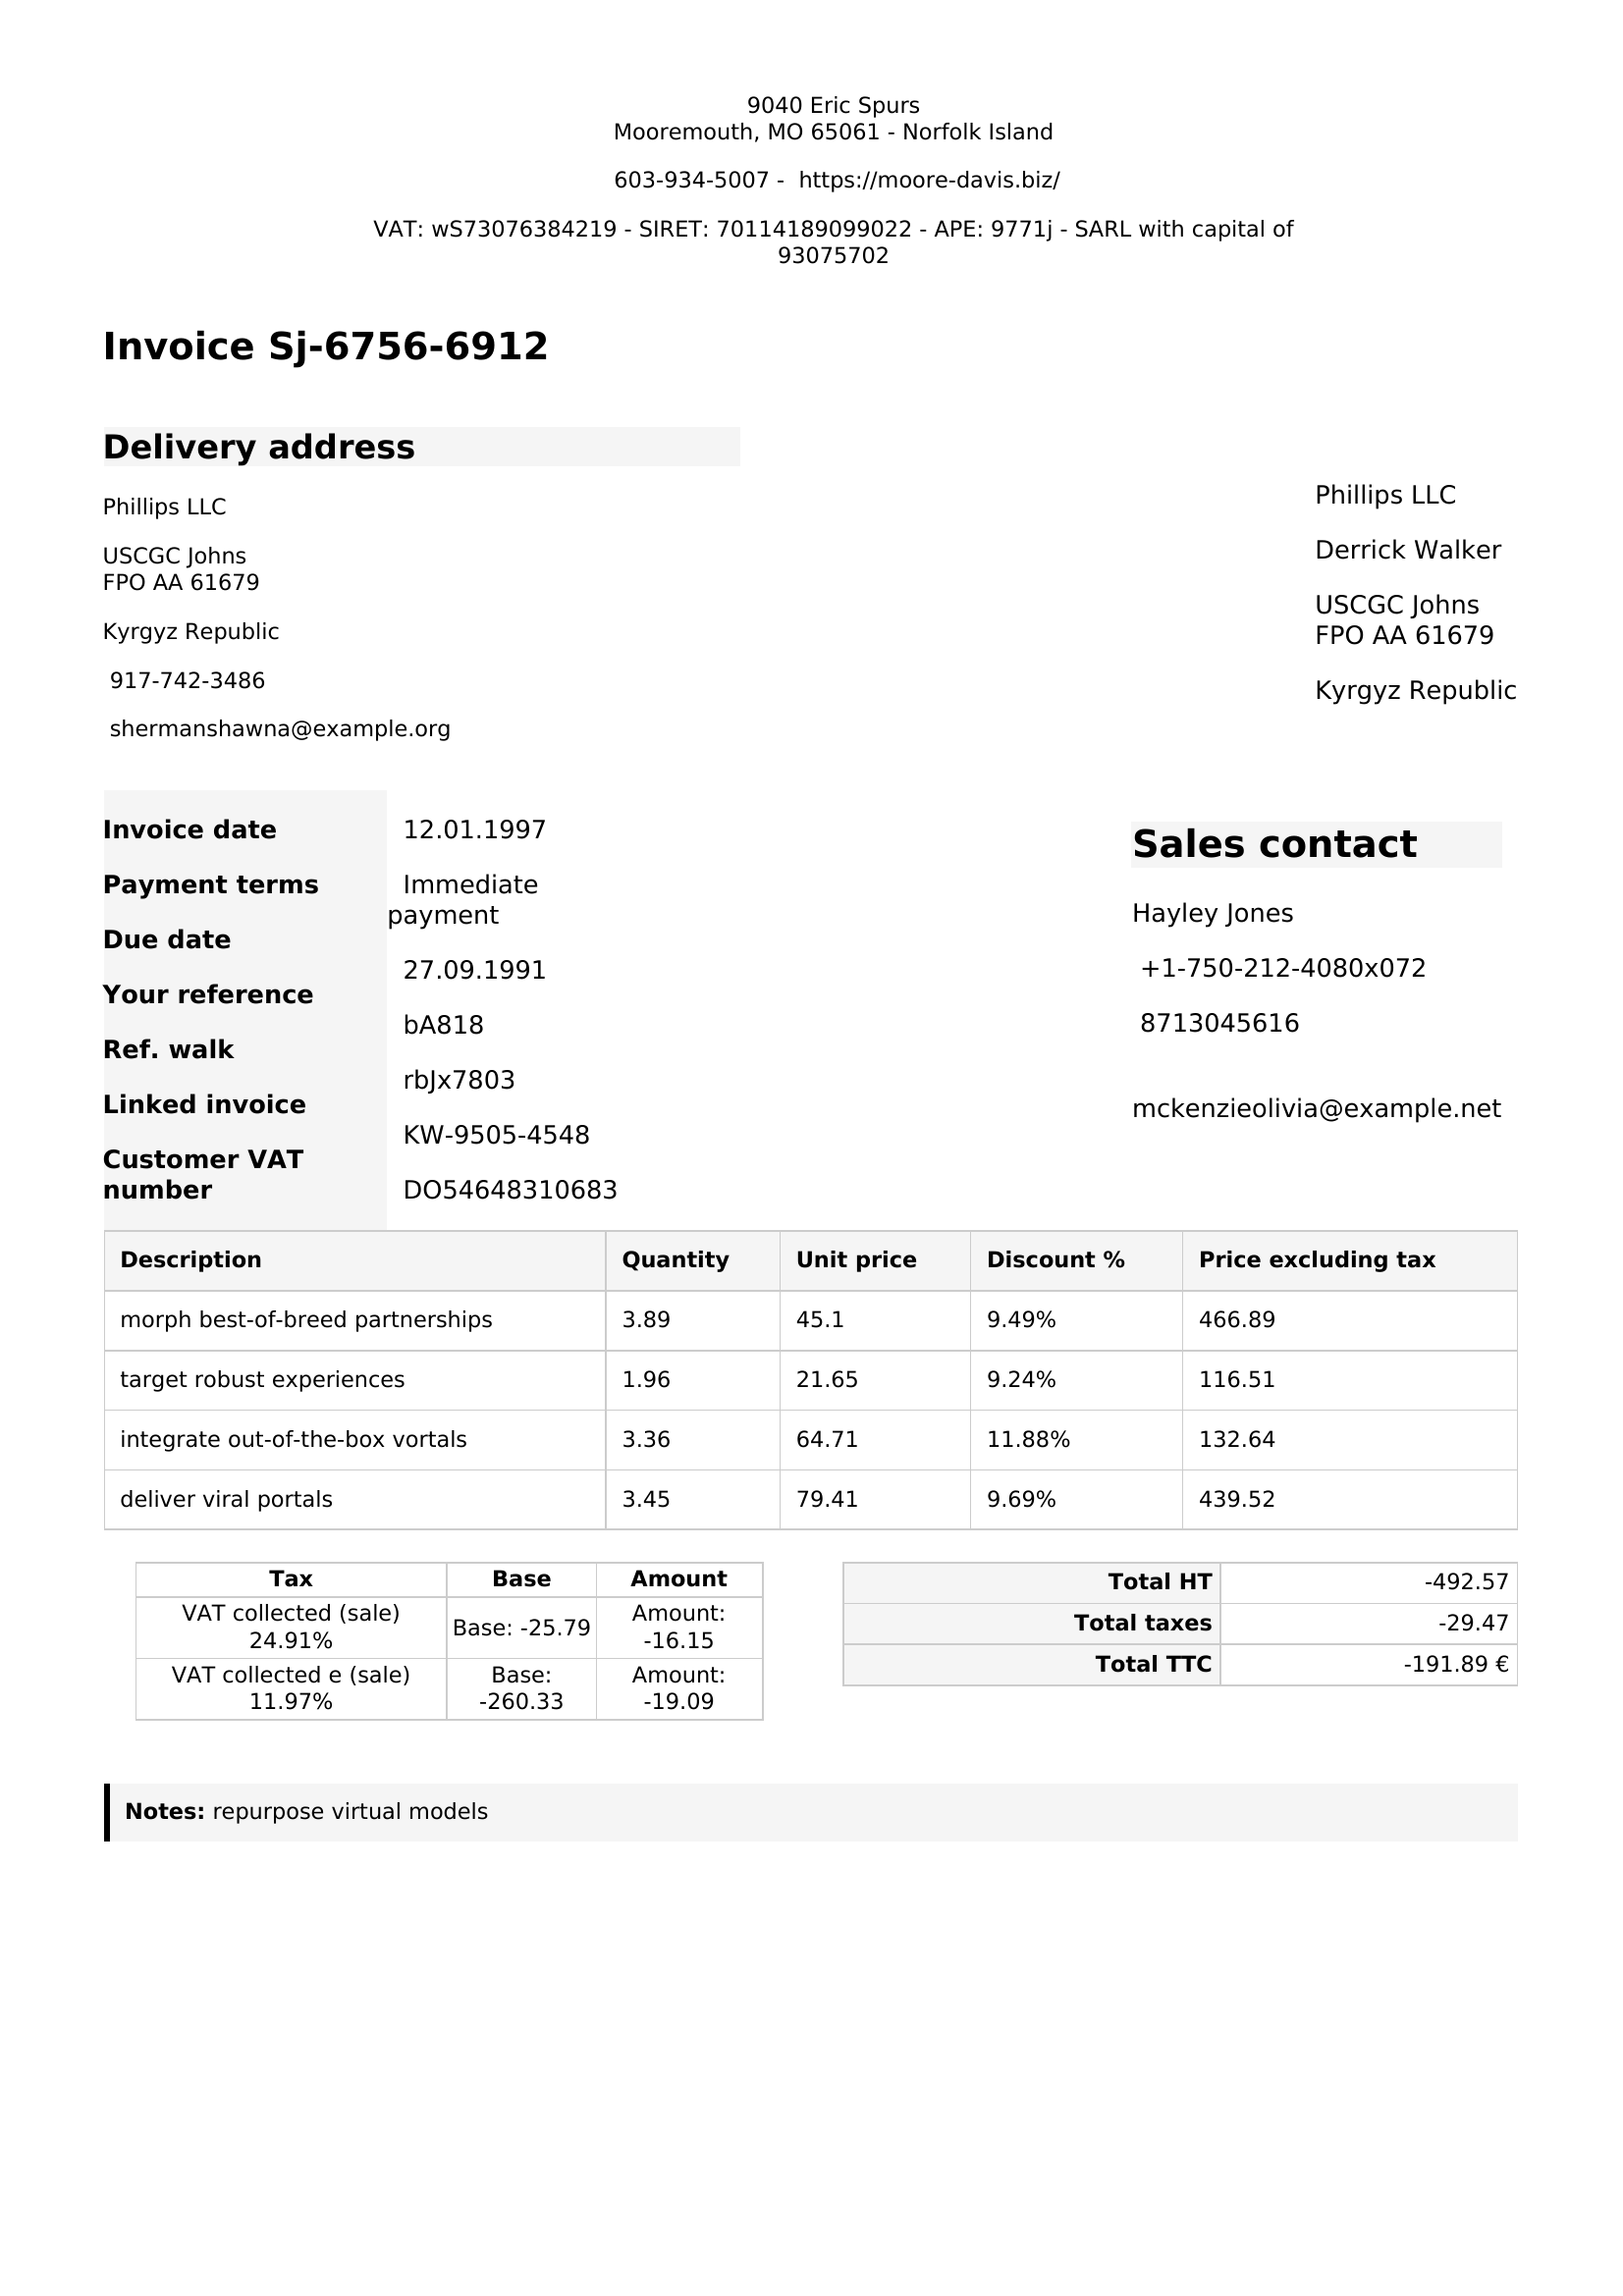 9040 Eric Spurs
Mooremouth, MO 65061 - Norfolk Island
603-934-5007 -  https://moore-davis.biz/
VAT: wS73076384219 - SIRET: 70114189099022 - APE: 9771j - SARL with capital of
93075702
Invoice Sj-6756-6912
Delivery address
Phillips LLC
USCGC Johns
FPO AA 61679
Kyrgyz Republic
917-742-3486
shermanshawna@example.org
Phillips LLC
Derrick Walker
USCGC Johns
FPO AA 61679
Kyrgyz Republic
Invoice date
Payment terms
Due date
Your reference
Ref. walk
Linked invoice
Customer VAT
number
12.01.1997
Immediate
payment
27.09.1991
bA818
rbJx7803
KW-9505-4548
DO54648310683
Sales contact
Hayley Jones
+1-750-212-4080x072
8713045616
mckenzieolivia@example.net
Description Quantity Unit price Discount % Price excluding tax
morph best-of-breed partnerships 3.89 45.1 9.49% 466.89
target robust experiences 1.96 21.65 9.24% 116.51
integrate out-of-the-box vortals 3.36 64.71 11.88% 132.64
deliver viral portals 3.45 79.41 9.69% 439.52
Tax Base Amount
VAT collected (sale)
24.91%
Base: -25.79
Amount:
-16.15
VAT collected e (sale)
11.97%
Base:
-260.33
Amount:
-19.09
Total HT -492.57
Total taxes -29.47
Total TTC -191.89 €
Notes: repurpose virtual models